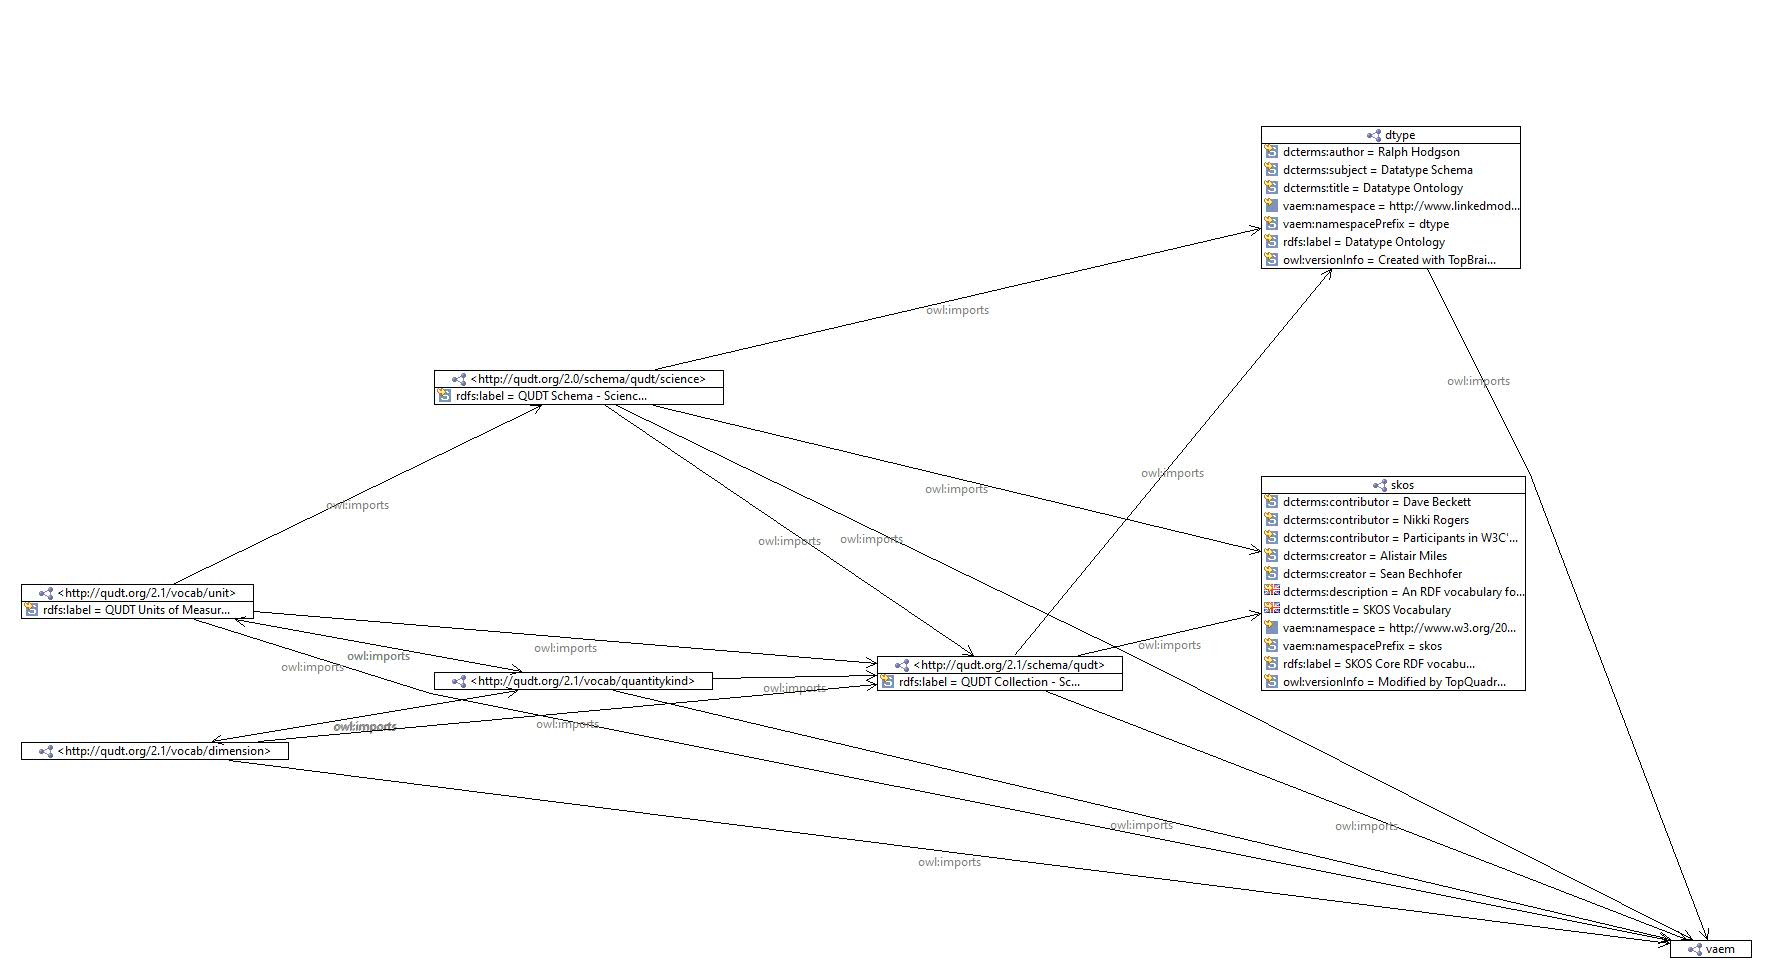 dtype
dcterms:author = Ralph Hodgson
dcterms:subject = Datatype Schema
dcterms:title = Datatype Ontology
vaem:namespace = http://www.linkedmod...
vaem:namespacePrefix = dtype
rdfs:label = Datatype Ontology
owl:versionInfo = Created with TopBrai...
owl:imports
<http://qudt.org/2.0/schema/qudt/science>
rdfs:label = QUDT Schema - Scienc...
owl:imports
owl:imports
owl:imports
owl:imports
owl:imports
owl:imports
skos
dcterms:contributor = Dave Beckett
dcterms:contributor = Nikki Rogers
dcterms:contributor = Participants in W3C'...
dcterms:creator = Alistair Miles
dcterms:creator = Sean Bechhofer
dcterms:description = An RDF vocabulary fo...
dcterms:title = SKOS Vocabulary
vaem:namespace = http://www.w3.org/20...
vaem:namespacePrefix = skos
rdfs:label = SKOS Core RDF vocabu...
owl:versionInfo = Modified by TopQuadr...
<http://qudt.org/2.1/vocab/unit>
rdfs:label = QUDT Units of Measur...
owl:imports
owl:imports
owl:imports
owl:imports
<http://qudt.org/2.1/schema/qudt>
rdfs:label = QUDT Collection - Sc...
<http://qudt.org/2.1/vocab/quantitykind>
owl:imports
owl:imports
owl:imports
<http://qudt.org/2.1/vocab/dimension>
owl:imports
owl:imports
owl:imports
vaem